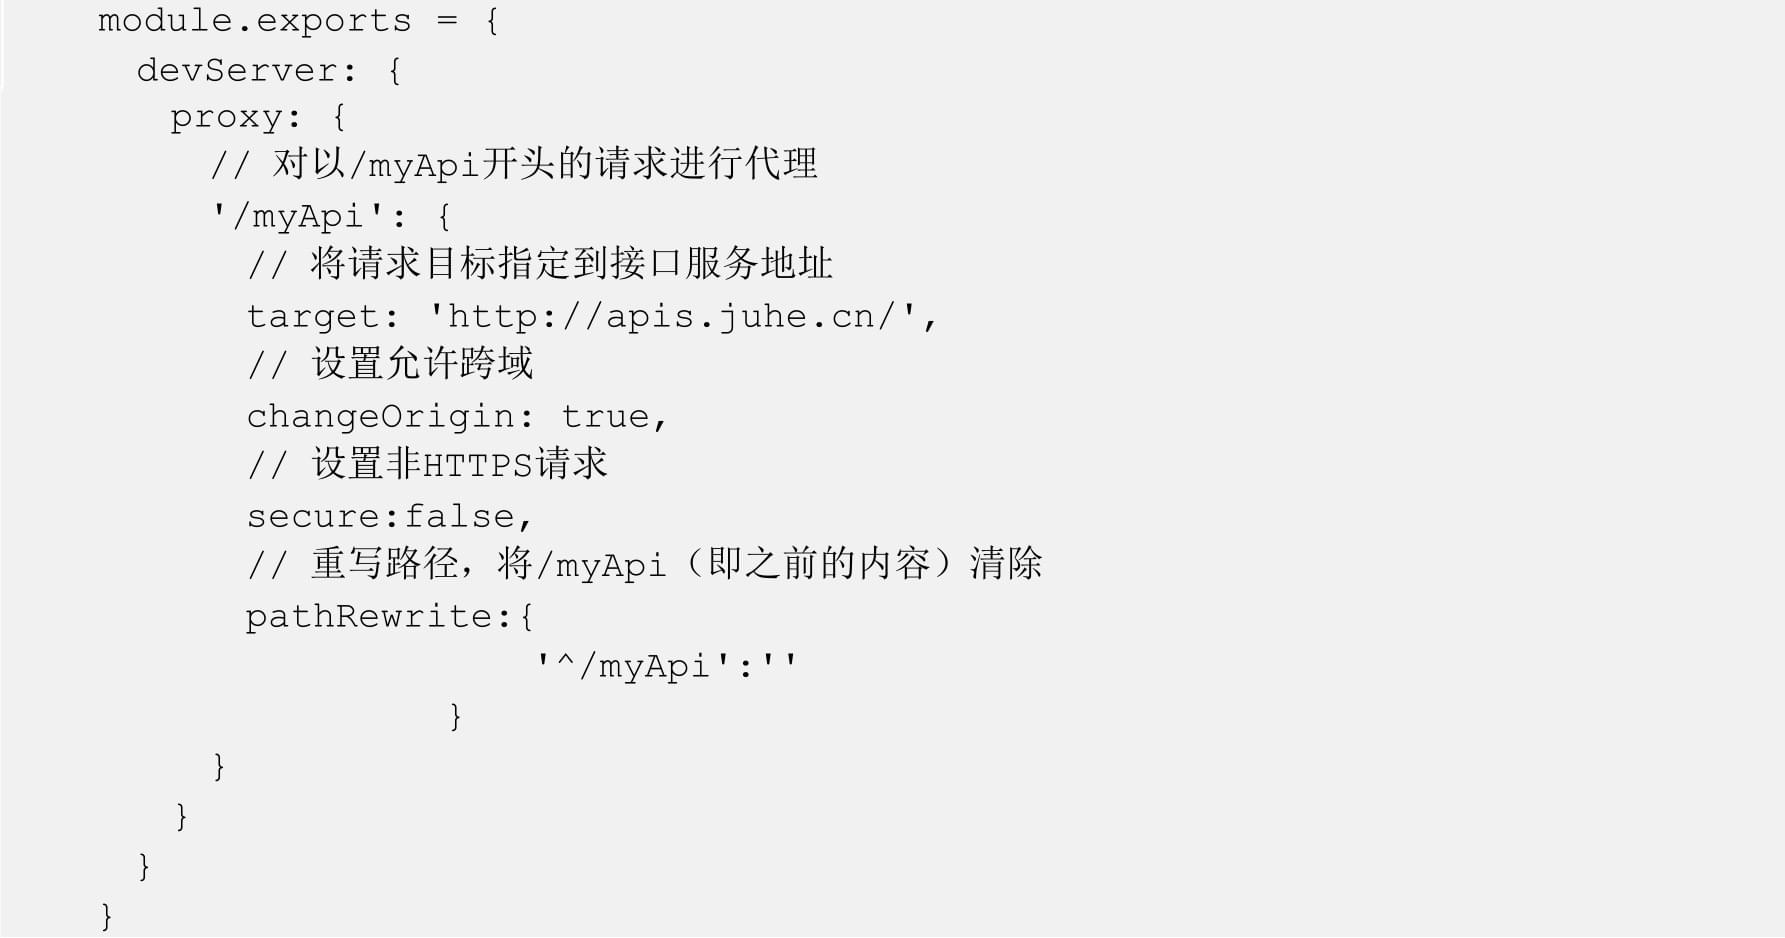 module.exports = {
devServer: {
proxy: {
// 对以/myApi开头的请求进行代理
'/myApi': {
// 将请求目标指定到接口服务地址
target: 'http://apis.juhe.cn/',
// 设置允许跨域
changeOrigin: true,
// 设置非HTTPS请求
secure:false,
// 重写路径，将/myApi（即之前的内容）清除
pathRewrite:{
'^/myApi':''
}
}
}
}
}